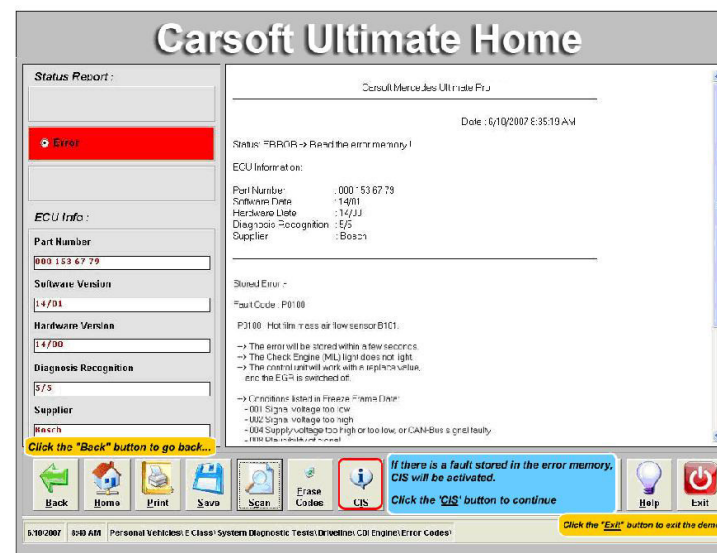 Carsoft Ultimate Home
Status Report :
Error
ECU Info :
Part Number
000 153 67 79
Software Version
14/01
Hardware Version
14/00
Diagnosis Recognition
5/5
Supplier
Bosch
Click the "Back" button to go back...
Carsoft Mercedes Ultimate Pro
Date : 6/10/2007 8:35:19 AM
Status: ERROR -> Read the error memory !
ECU Information:
Part Number : 000 153 67 79
Software Date : 14/01
Hardware Date : 14/00
Diagnosis Recognition : 5/5
Supplier : Bosch
Stored Error :-
Fault Code : P0100
P0100 Hot film mass air flow sensor B101.
--> The error will be stored within a few seconds.
--> The Check Engine (MIL) light does not light.
--> The control unit will work with a replace value,
and the EGR is switched off.
--> Conditions listed in Freeze Frame Data:
- 001 Signal voltage too low
- 002 Signal voltage too high
- 004 Supply voltage too high or too low, or CAN-Bus signal faulty
- 008 Plausibility of signal
Back
Home
Print
Save
Scan
Erase
Codes
CIS
If there is a fault stored in the error memory,
CIS will be activated.
Click the 'CIS' button to continue
Help
Exit
Click the "Exit" button to exit the demo
6/10/2007 8:40 AM Personal Vehicles\ E Class\ System Diagnostic Tests\ Driveline\ CDI Engine\ Error Codes\